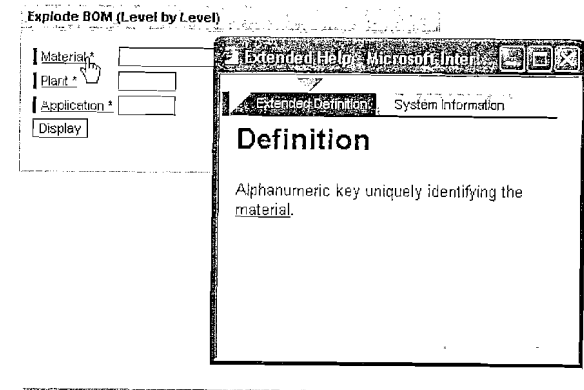 Explode BOM (Level by Level)
Material *
Plant *
Application *
Display
Extended Help - Microsoft Inter
Extended Definition
System Information
Definition
Alphanumeric key uniquely identifying the
material.